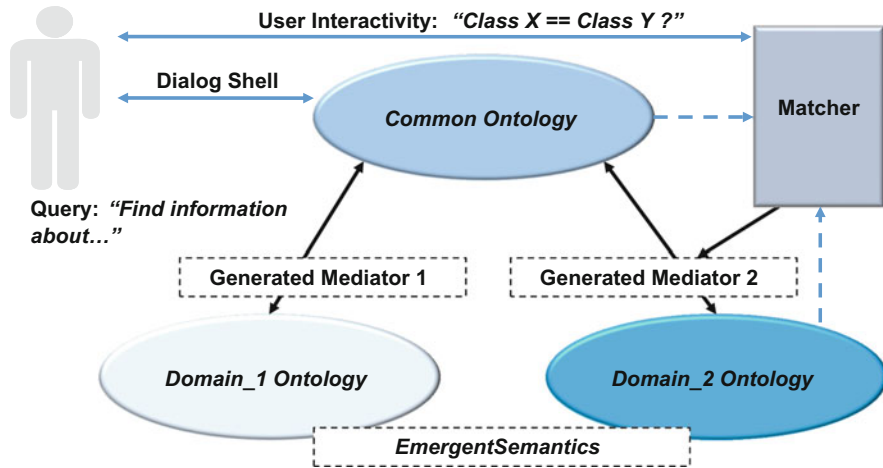 User Interactivity: “Class X == Class Y ?”
Dialog Shell
Common Ontology
Matcher
Query: “Find information
about…”
Generated Mediator 1
Generated Mediator 2
Domain_1 Ontology
Domain_2 Ontology
EmergentSemantics